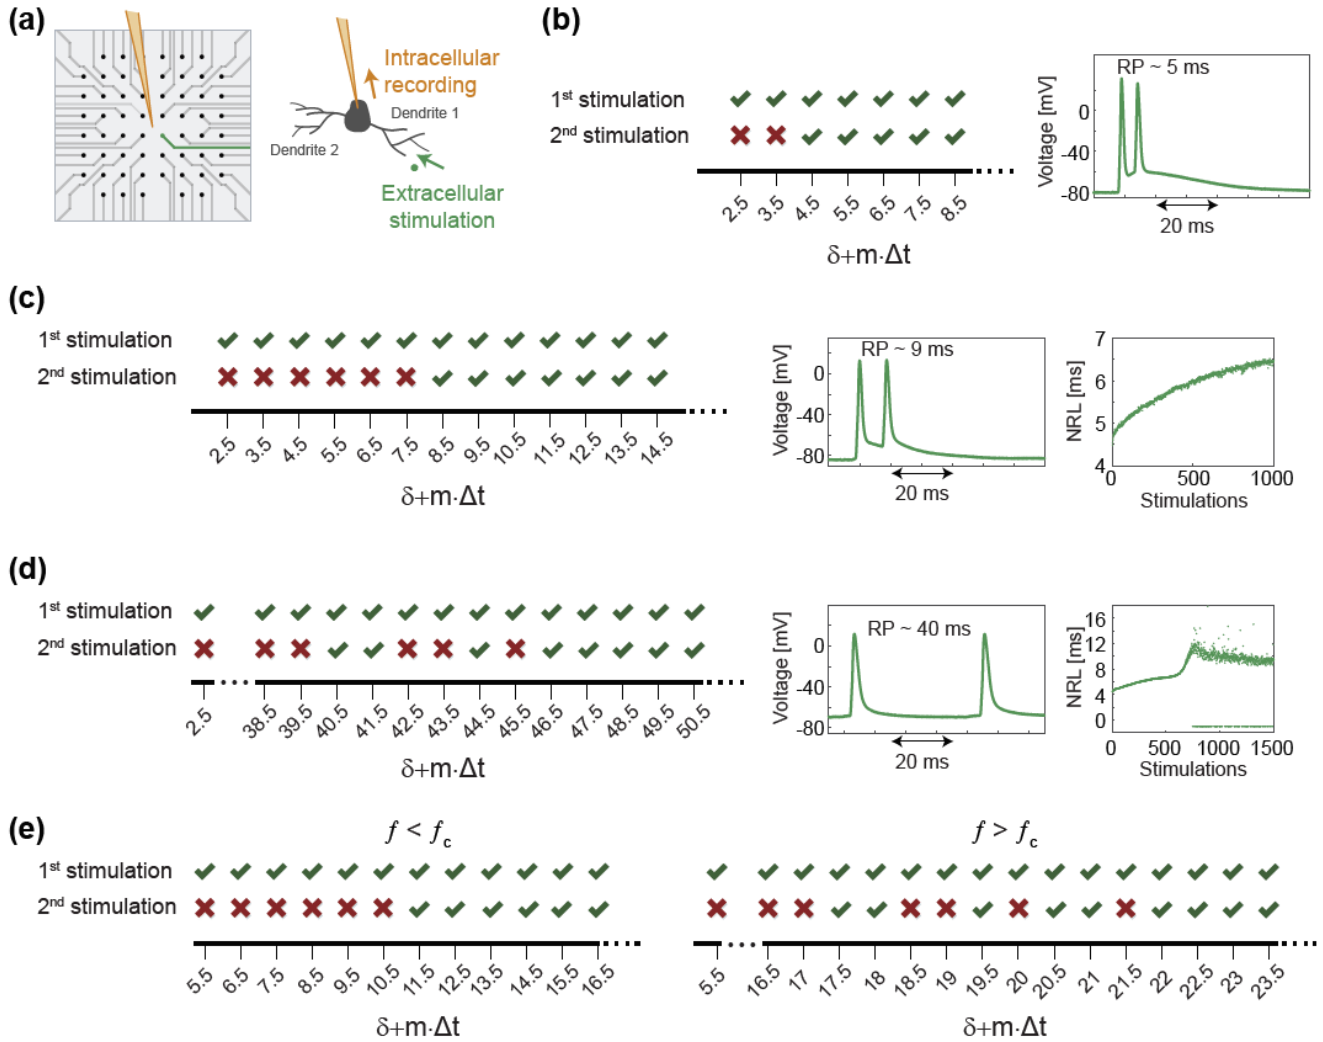 (a)
Intracellular
recording
Dendrite 1
Dendrite 2
Extracellular
stimulation
(b)
1st stimulation
2nd stimulation
2.5 3.5 4.5 5.5 6.5 7.5 8.5
δ+m·Δt
RP ~ 5 ms
Voltage [mV]
0
-40
-80
20 ms
(c)
1st stimulation
2nd stimulation
2.5 3.5 4.5 5.5 6.5 7.5 8.5 9.5 10.5 11.5 12.5 13.5 14.5
δ+m·Δt
RP ~ 9 ms
Voltage [mV]
0
-40
-80
20 ms
NRL [ms]
7
6
5
4
0 500 1000
Stimulations
(d)
1st stimulation
2nd stimulation
2.5 38.5 39.5 40.5 41.5 42.5 43.5 44.5 45.5 46.5 47.5 48.5 49.5 50.5
δ+m·Δt
RP ~ 40 ms
Voltage [mV]
0
-40
-80
20 ms
NRL [ms]
16
12
8
4
0
0 500 1000 1500
Stimulations
(e)
f < fc
1st stimulation
2nd stimulation
5.5 6.5 7.5 8.5 9.5 10.5 11.5 12.5 13.5 14.5 15.5 16.5
δ+m·Δt
f > fc
5.5 16.5 17 17.5 18 18.5 19 19.5 20 20.5 21 21.5 22 22.5 23 23.5
δ+m·Δt